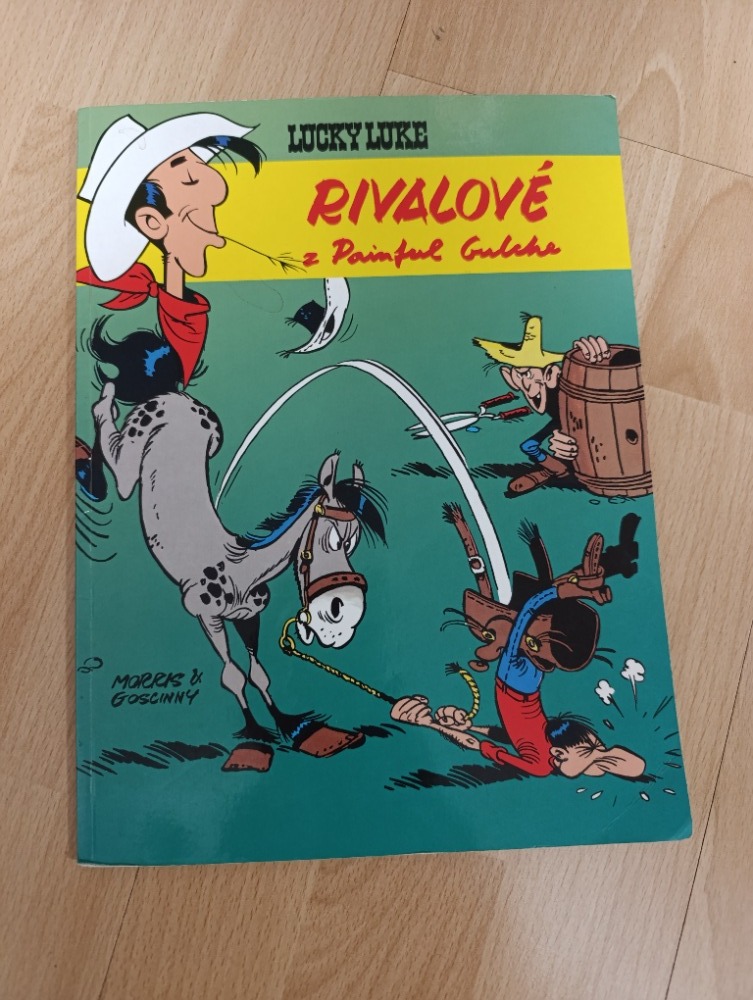 LUCKY LUKE
RIVALOVÉ
z Painful Gulche
MORRIS &
GOSCINNY